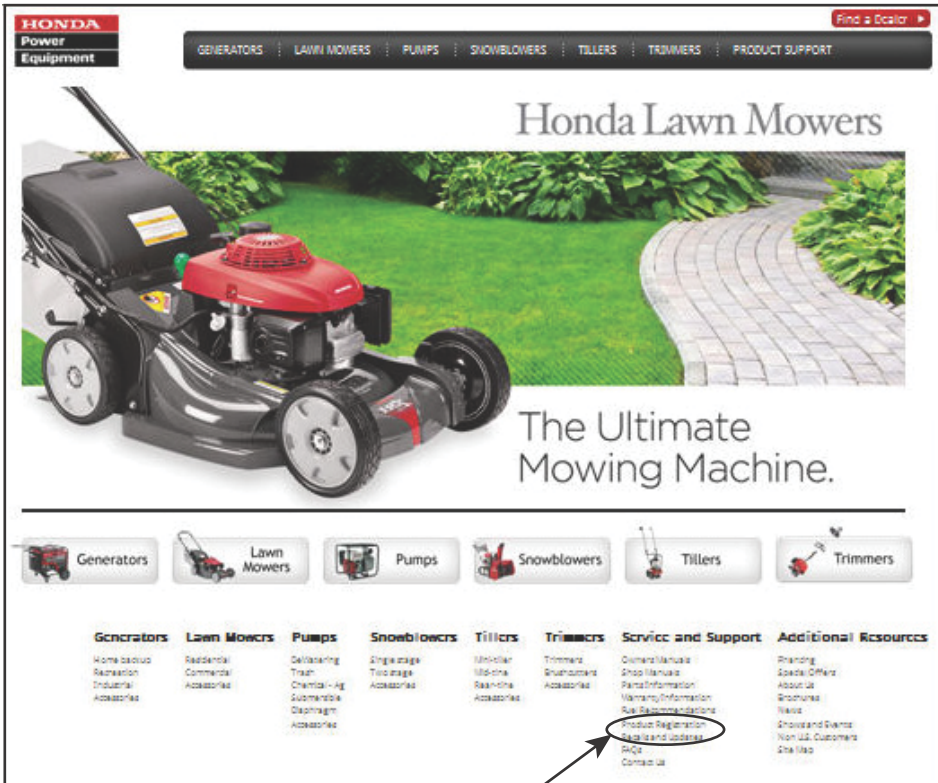 HONDA
Power
Equipment
Find a Dealer
GENERATORS LAWN MOWERS PUMPS SNOWBLOWERS TILLERS TRIMMERS PRODUCT SUPPORT
Honda Lawn Mowers
HRX
The Ultimate
Mowing Machine.
Generators
Lawn
Mowers
Pumps
Snowblowers
Tillers
Trimmers
Generators
Home backup
Recreation
Industrial
Accessories
Lawn Mowers
Residential
Commercial
Accessories
Pumps
DeWatering
Trash
Chemical - Ag
Submersible
Diaphragm
Accessories
Snowblowers
Single stage
Two stage
Accessories
Tillers
Mini-tiller
Mid-tine
Rear-tine
Accessories
Trimmers
Trimmers
Brushcutters
Accessories
Service and Support
Owners Manuals
Shop Manuals
Parts Information
Warranty Information
Fuel Recommendations
Product Registration
Recalls and Updates
FAQs
Contact Us
Additional Resources
Financing
Special Offers
About Us
Brochures
News
Shows and Events
Non U.S. Customers
Site Map